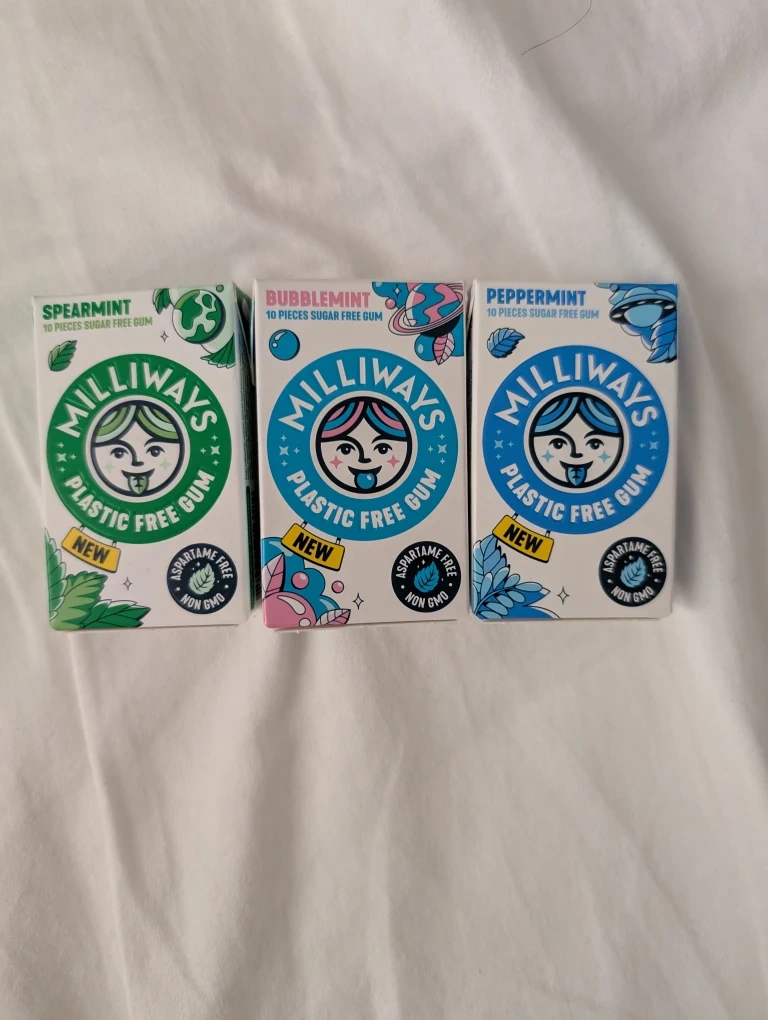 SPEARMINT
10 PIECES SUGAR FREE GUM
MILLIWAYS
PLASTIC FREE GUM
NEW
ASPARTAME FREE
NON GMO
BUBBLEMINT
10 PIECES SUGAR FREE GUM
MILLIWAYS
PLASTIC FREE GUM
NEW
ASPARTAME FREE
NON GMO
PEPPERMINT
10 PIECES SUGAR FREE GUM
MILLIWAYS
PLASTIC FREE GUM
NEW
ASPARTAME FREE
NON GMO